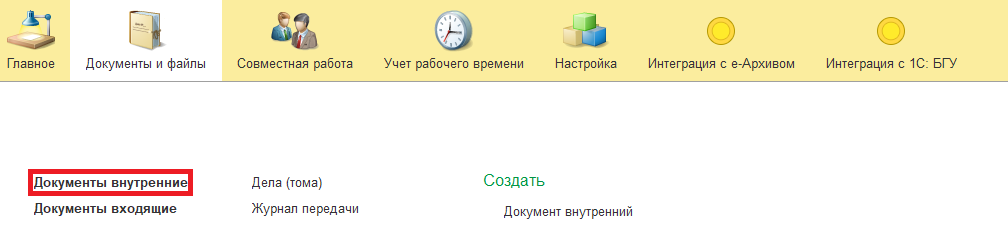 Главное Документы и файлы Совместная работа Учет рабочего времени Настройка Интеграция с е-Архивом Интеграция с 1С: БГУ
Документы внутренние Дела (тома) Создать
Документы входящие Журнал передачи Документ внутренний